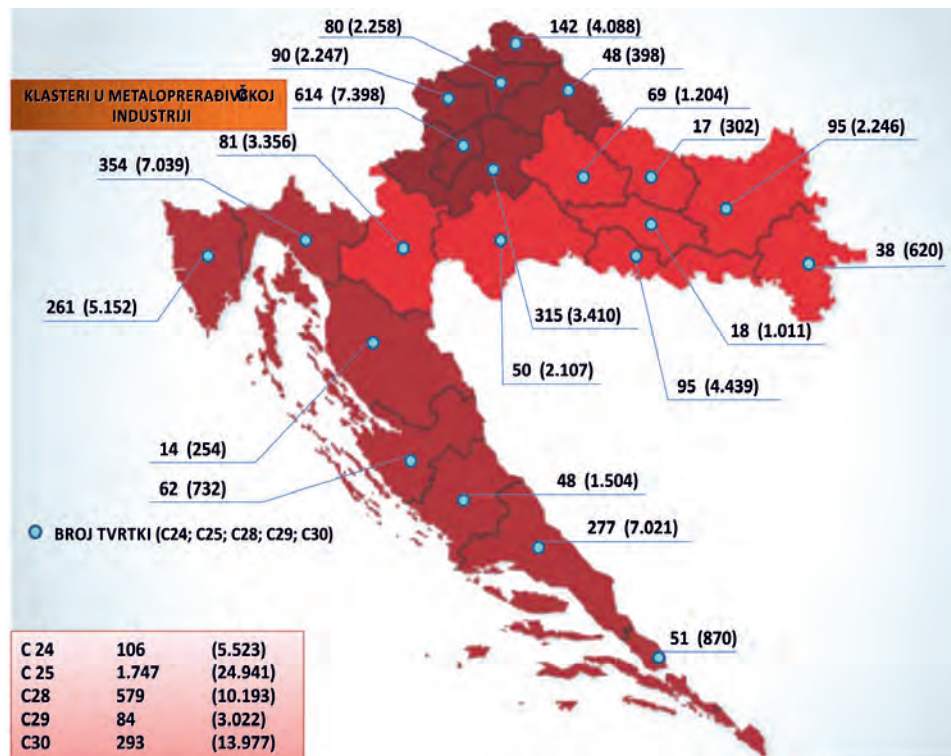 80 (2.258)
142 (4.088)
90 (2.247)
48 (398)
KLASTERI U METALOPRERAĐIVČKOJ
INDUSTRIJI
614 (7.398)
69 (1.204)
17 (302)
95 (2.246)
81 (3.356)
354 (7.039)
38 (620)
261 (5.152)
315 (3.410)
18 (1.011)
50 (2.107)
95 (4.439)
14 (254)
62 (732)
48 (1.504)
277 (7.021)
BROJ TVRTKI (C24; C25; C28; C29; C30)
51 (870)
C 24 106 (5.523)
C 25 1.747 (24.941)
C28 579 (10.193)
C29 84 (3.022)
C30 293 (13.977)